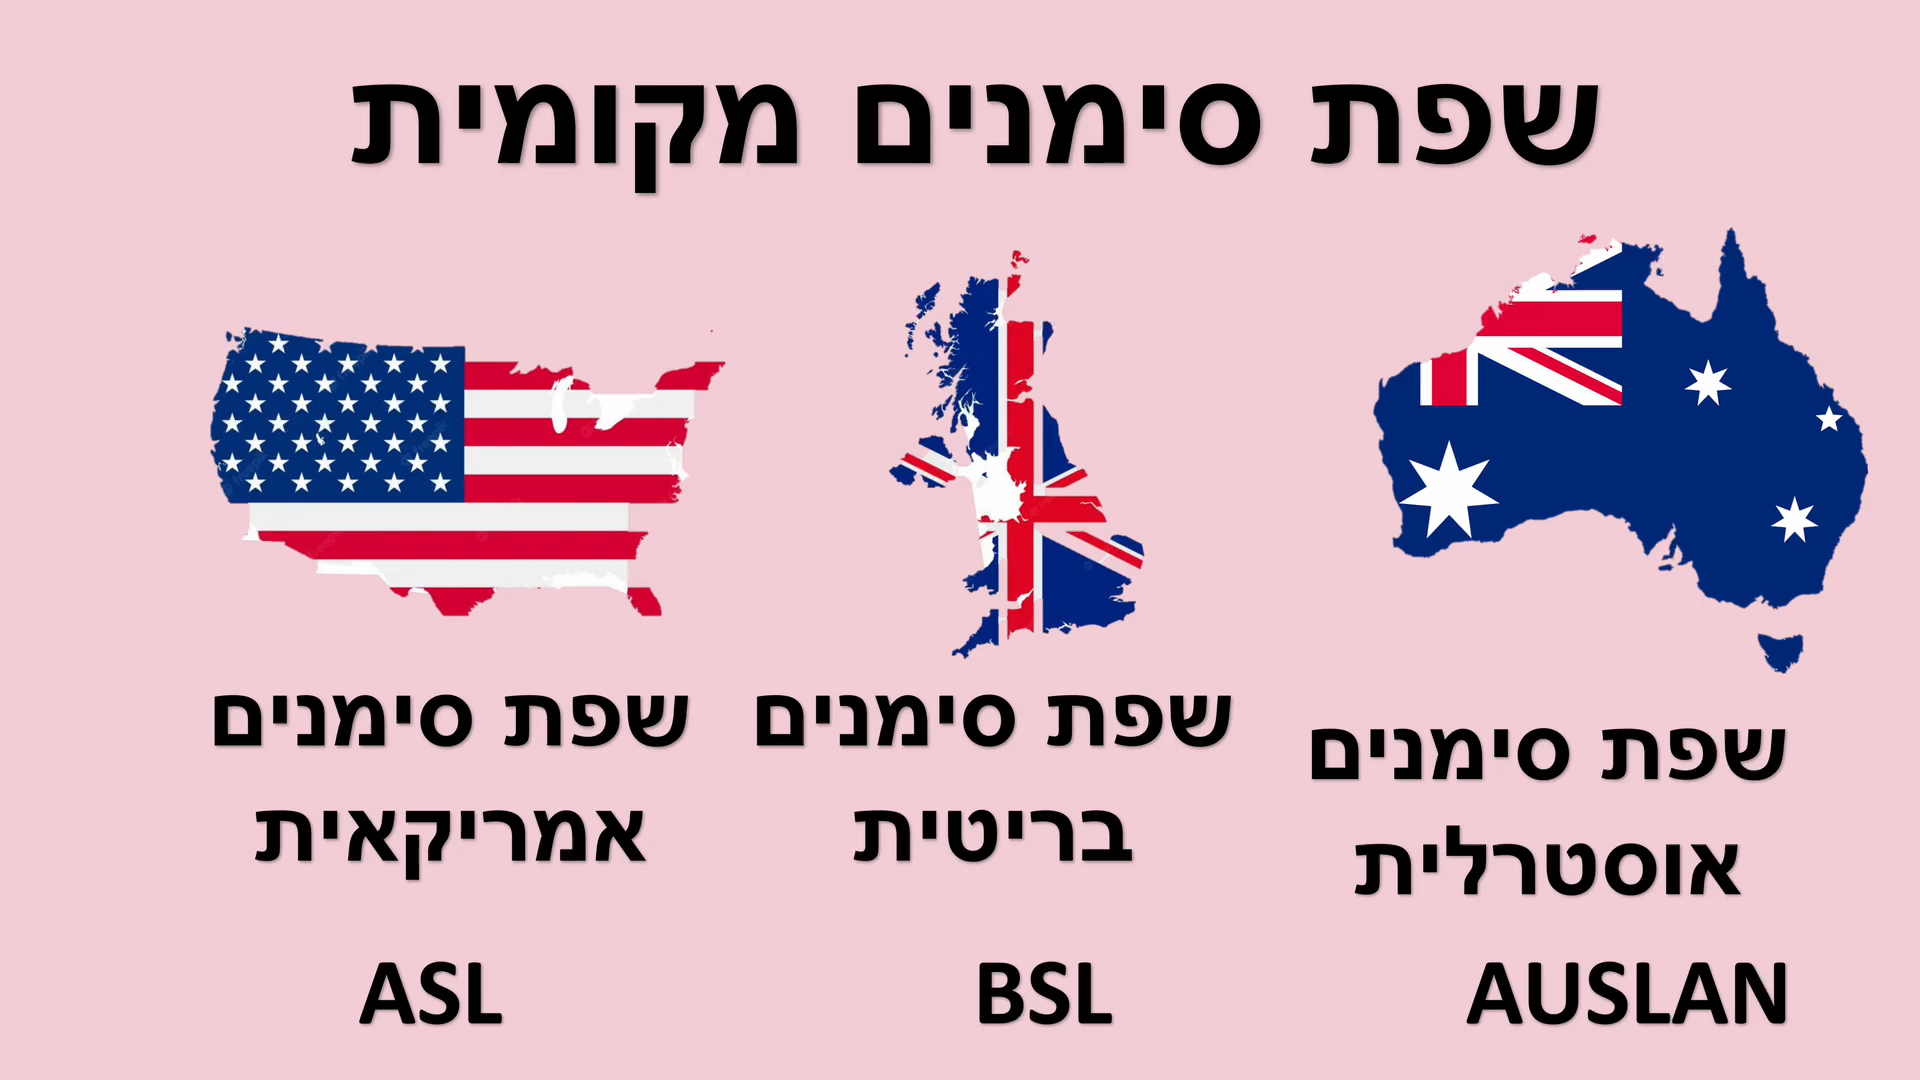 שפת סימנים מקומית
שפת סימנים
אוסטרלית
AUSLAN
שפת סימנים
בריטית
BSL
שפת סימנים
אמריקאית
ASL